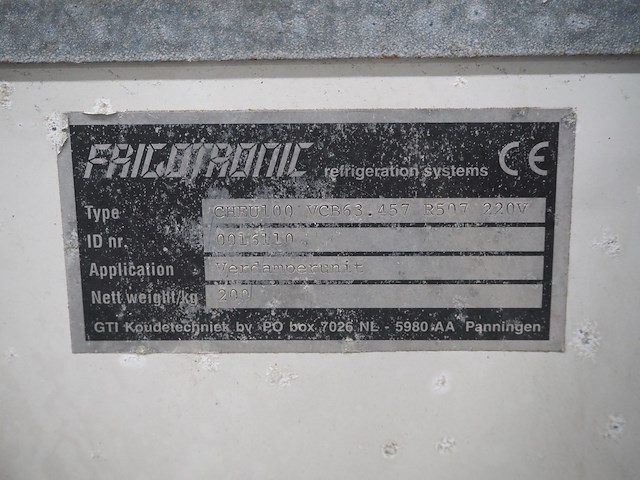 FRIGOTRONIC refrigeration systems CE
Type CHEU100 VCB63.457 R507 220V
ID nr. 0016110
Application Verdamperunit
Nett weight/kg 200
GTI Koudetechniek bv PO box 7026 NL - 5980 AA Panningen